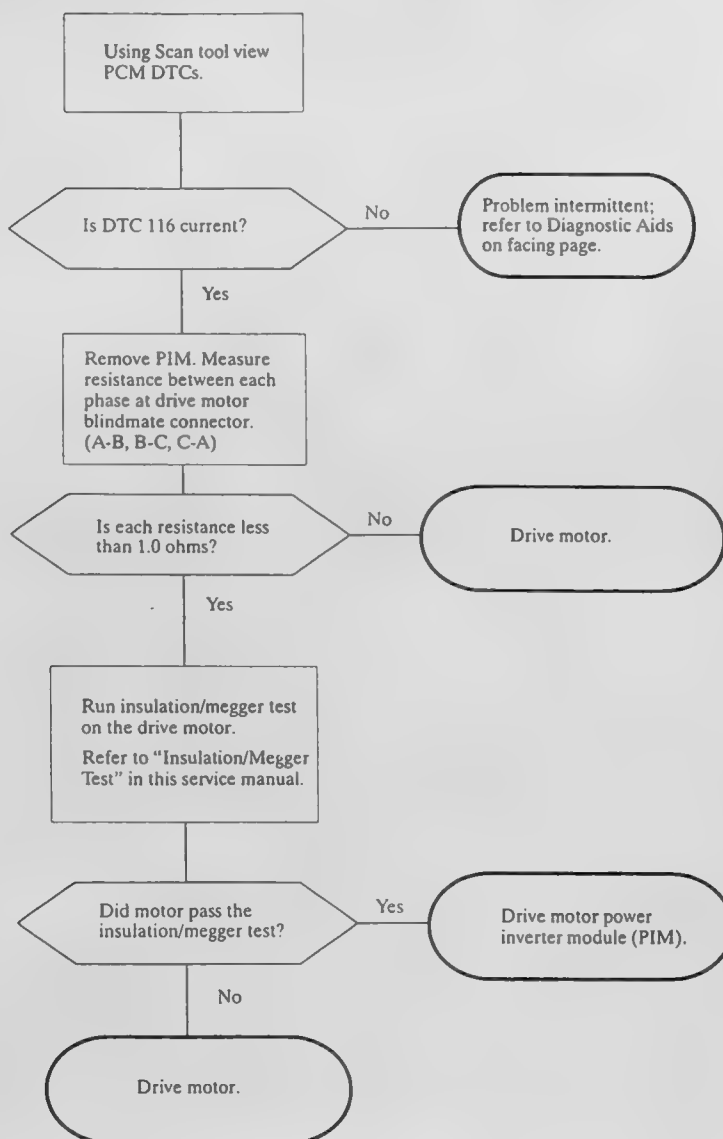 Using Scan tool view
PCM DTCs.
Is DTC 116 current?
No
Problem intermittent;
refer to Diagnostic Aids
on facing page.
Yes
Remove PIM. Measure
resistance between each
phase at drive motor
blindmate connector.
(A-B, B-C, C-A)
Is each resistance less
than 1.0 ohms?
No
Drive motor.
Yes
Run insulation/megger test
on the drive motor.
Refer to “Insulation/Megger
Test” in this service manual.
Did motor pass the
insulation/megger test?
Yes
Drive motor power
inverter module (PIM).
No
Drive motor.